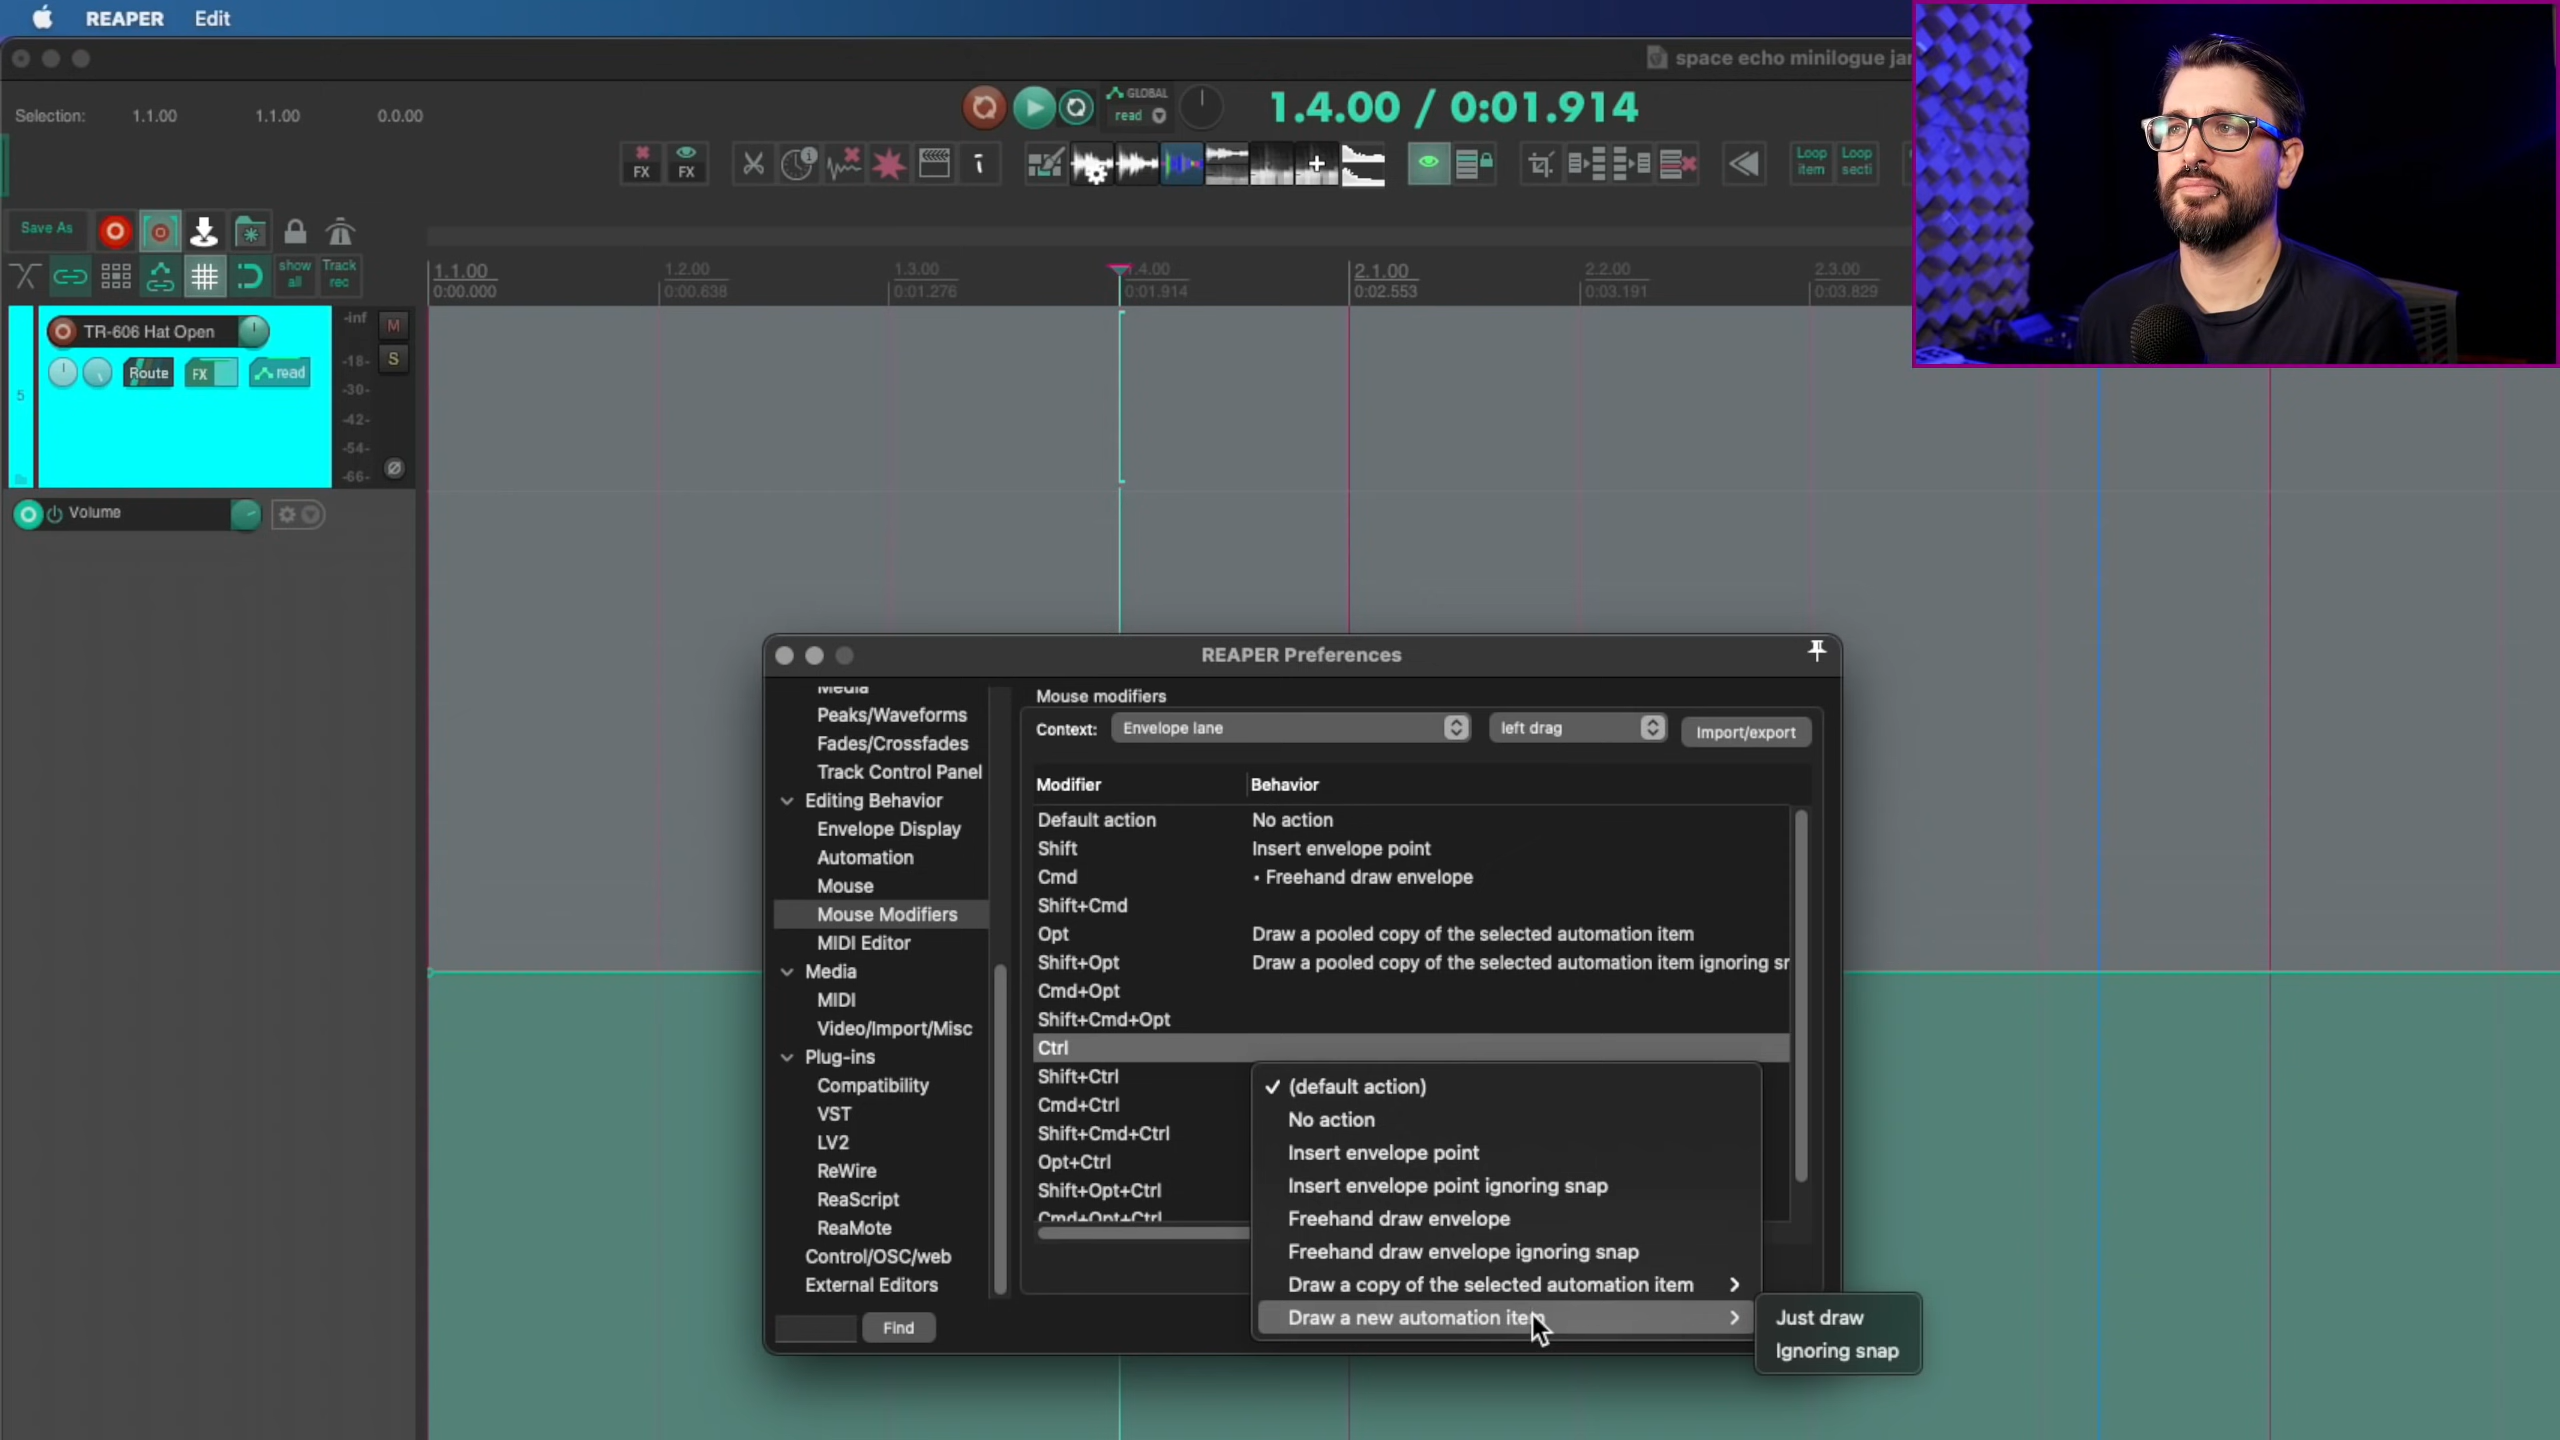 REAPER Edit
space echo minilogue jar
Selection: 1.1.00 1.1.00 0.0.00
GLOBAL
read
1.4.00 / 0:01.914
FX FX
Loop item
Loop secti
Save As
show all
Track rec
1.1.00 1.2.00 1.3.00 1.4.00 2.1.00 2.2.00 2.3.00
0:00.000 0:00.638 0:01.276 0:01.914 0:02.553 0:03.191 0:03.829
TR-606 Hat Open
-inf
M
-18-
S
Route
FX
read
-30-
5
-42-
-54-
-66-
Volume
REAPER Preferences
Media
Peaks/Waveforms
Fades/Crossfades
Track Control Panel
Editing Behavior
Envelope Display
Automation
Mouse
Mouse Modifiers
MIDI Editor
Media
MIDI
Video/Import/Misc
Plug-ins
Compatibility
VST
LV2
ReWire
ReaScript
ReaMote
Control/OSC/web
External Editors
Find
Mouse modifiers
Context: Envelope lane left drag Import/export
Modifier Behavior
Default action No action
Shift Insert envelope point
Cmd • Freehand draw envelope
Shift+Cmd
Opt Draw a pooled copy of the selected automation item
Shift+Opt Draw a pooled copy of the selected automation item ignoring sr
Cmd+Opt
Shift+Cmd+Opt
Ctrl
Shift+Ctrl
Cmd+Ctrl
Shift+Cmd+Ctrl
Opt+Ctrl
Shift+Opt+Ctrl
Cmd+Opt+Ctrl
✓ (default action)
No action
Insert envelope point
Insert envelope point ignoring snap
Freehand draw envelope
Freehand draw envelope ignoring snap
Draw a copy of the selected automation item
Draw a new automation item
Just draw
Ignoring snap